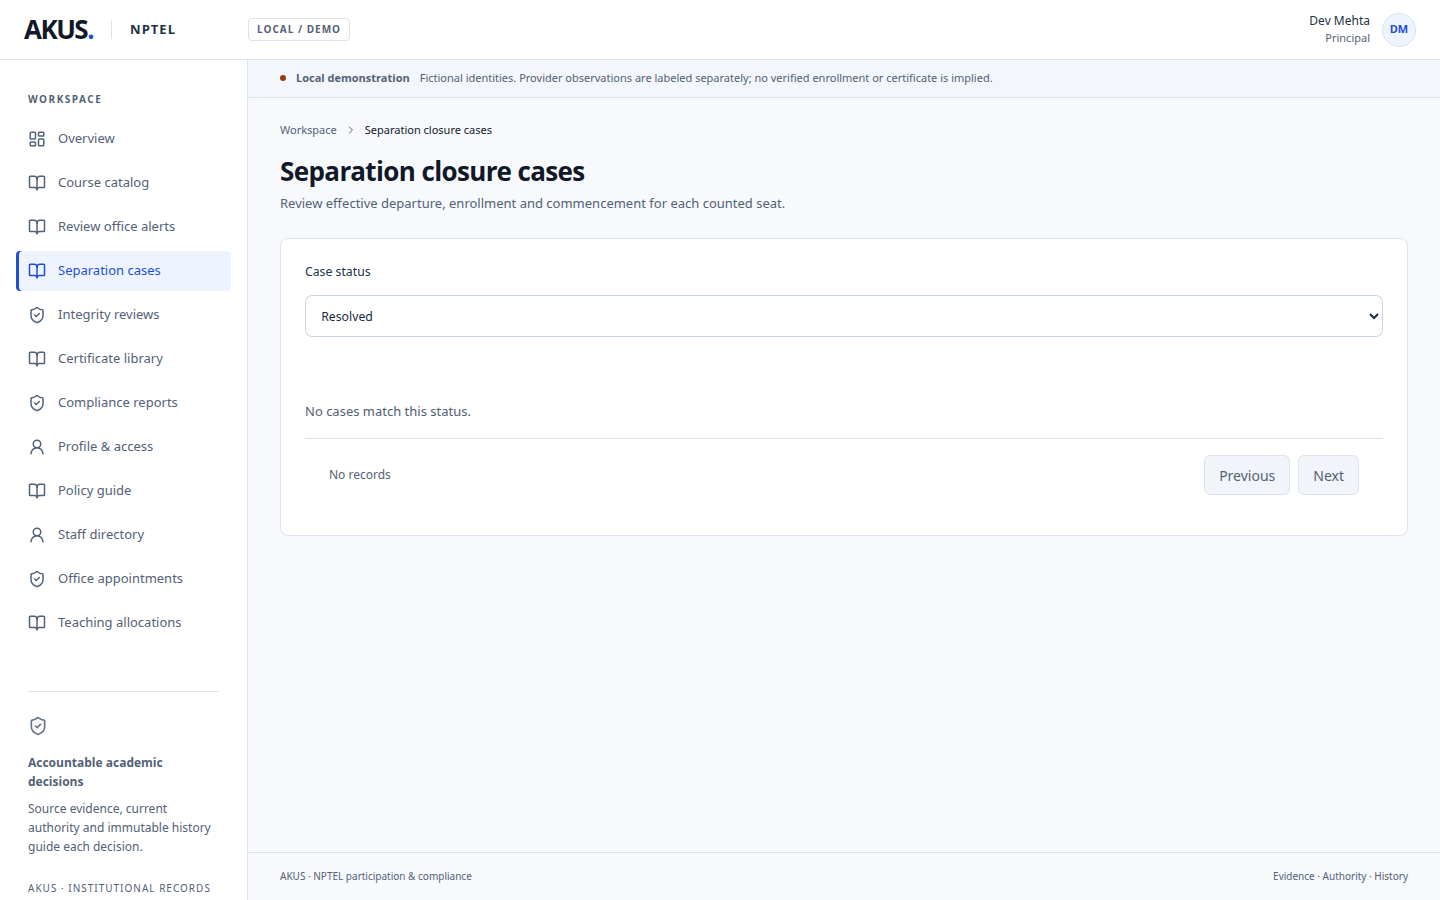 AKUS.
NPTEL
LOCAL / DEMO
Dev Mehta
Principal
DM
WORKSPACE
Overview
Course catalog
Review office alerts
Separation cases
Integrity reviews
Certificate library
Compliance reports
Profile & access
Policy guide
Staff directory
Office appointments
Teaching allocations
Accountable academic
decisions
Source evidence, current
authority and immutable history
guide each decision.
AKUS · INSTITUTIONAL RECORDS
Local demonstration Fictional identities. Provider observations are labeled separately; no verified enrollment or certificate is implied.
Workspace > Separation closure cases
Separation closure cases
Review effective departure, enrollment and commencement for each counted seat.
Case status
Resolved
No cases match this status.
No records
Previous
Next
AKUS · NPTEL participation & compliance
Evidence · Authority · History